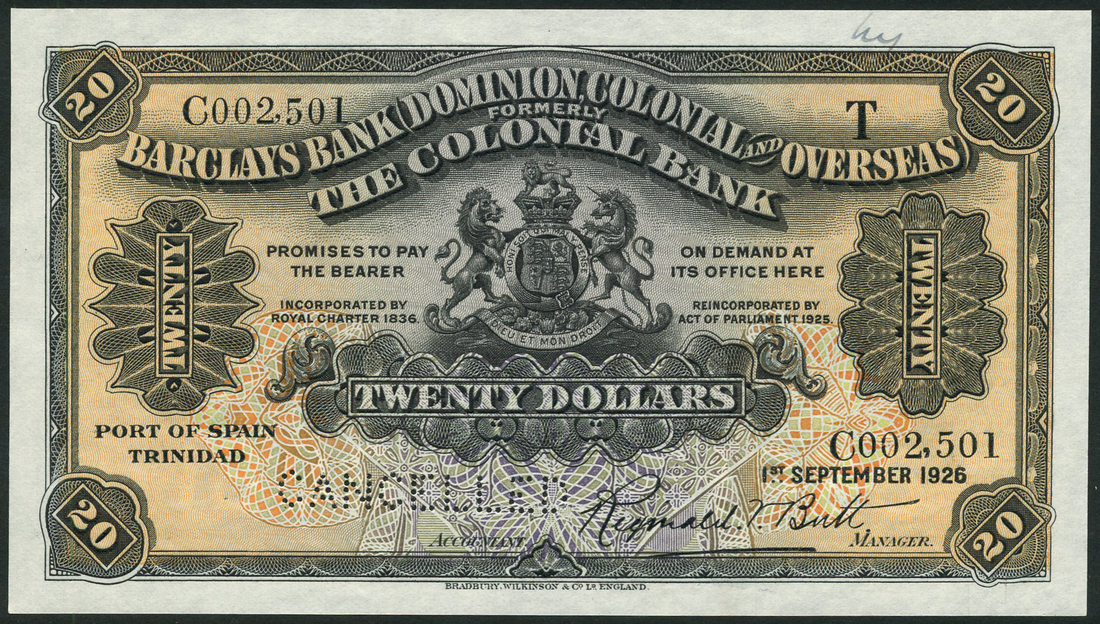 hy
20
20
C002,501
T
BARCLAYS BANK (DOMINION, COLONIAL AND OVERSEAS)
FORMERLY
THE COLONIAL BANK
PROMISES TO PAY
THE BEARER
ON DEMAND AT
ITS OFFICE HERE
HONI SOIT QUI MAL Y PENSE
INCORPORATED BY
ROYAL CHARTER 1836.
REINCORPORATED BY
ACT OF PARLIAMENT 1925.
DIEU ET MON DROIT
TWENTY
TWENTY
TWENTY DOLLARS
PORT OF SPAIN
TRINIDAD
C002,501
1ST SEPTEMBER 1926
CANCELLED
Reginald V. Butt
ACCOUNTANT
MANAGER.
20
20
BRADBURY, WILKINSON & Co Ld. ENGLAND.